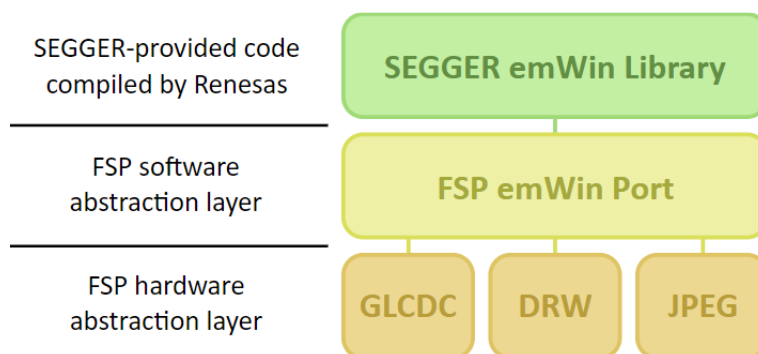 SEGGER-provided code
compiled by Renesas
SEGGER emWin Library
FSP software
abstraction layer
FSP emWin Port
FSP hardware
abstraction layer
GLCDC
DRW
JPEG